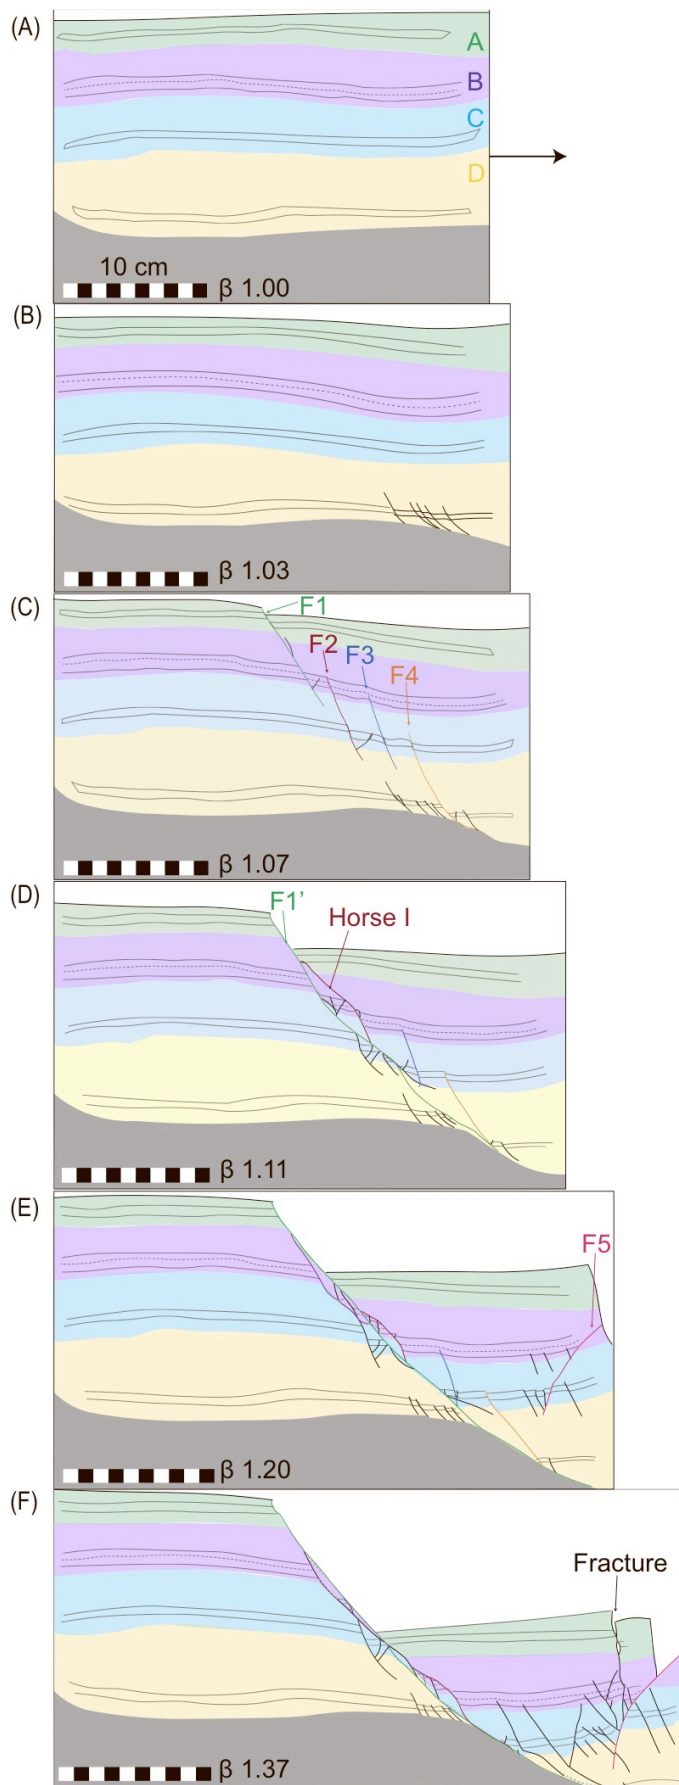 (A)
A
B
C
D
10 cm
β 1.00
(B)
β 1.03
(C)
F1
F2
F3
F4
β 1.07
(D)
F1'
Horse I
β 1.11
(E)
F5
β 1.20
(F)
Fracture
β 1.37